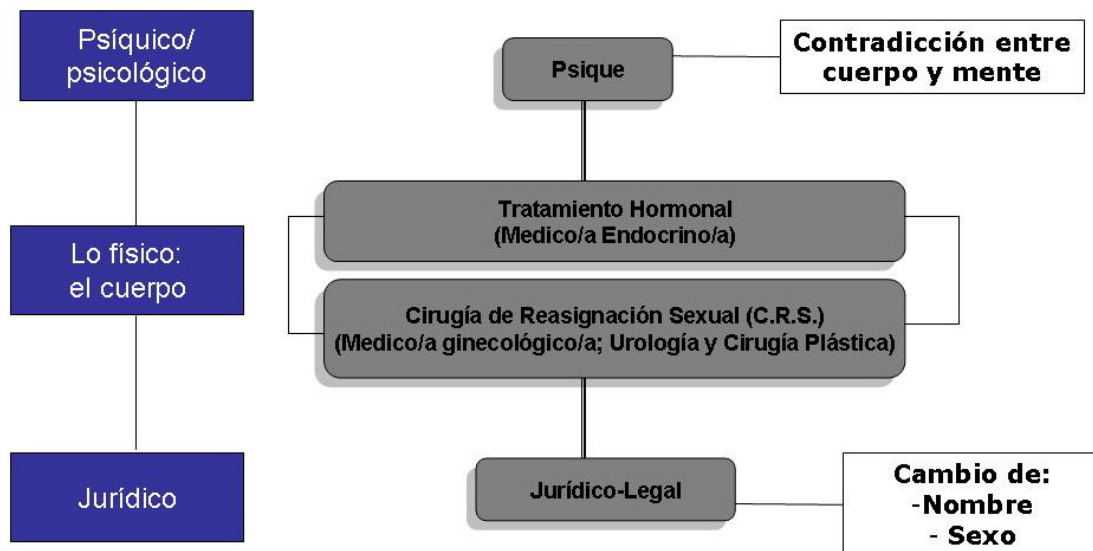 Psíquico/
psicológico
Psique
Contradicción entre
cuerpo y mente
Lo físico:
el cuerpo
Tratamiento Hormonal
(Medico/a Endocrino/a)
Cirugía de Reasignación Sexual (C.R.S.)
(Medico/a ginecológico/a; Urología y Cirugía Plástica)
Jurídico
Jurídico-Legal
Cambio de:
-Nombre
- Sexo